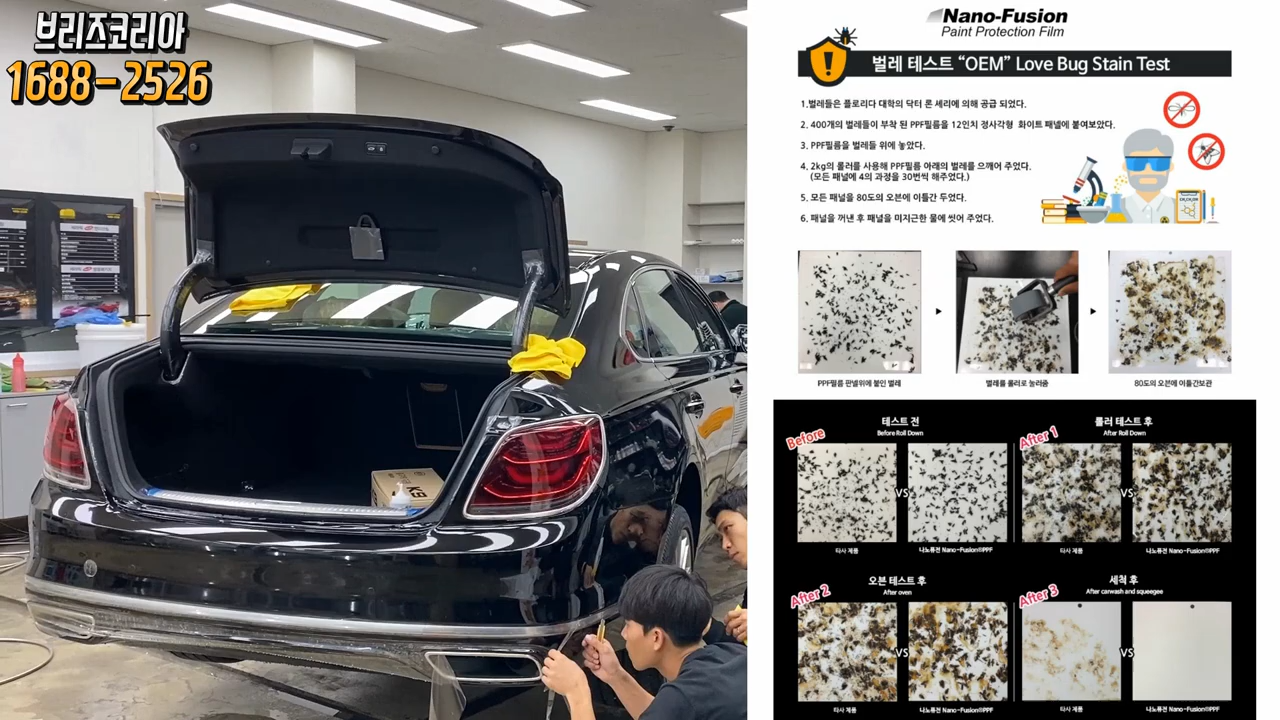 브리즈코리아
1688-2526
K9
Nano-Fusion
Paint Protection Film
벌레 테스트 “OEM” Love Bug Stain Test
1.벌레들은 플로리다 대학의 닥터 론 세리에 의해 공급 되었다.
2. 400개의 벌레들이 부착 된 PPF필름을 12인치 정사각형 화이트 패널에 붙여보았다.
3. PPF필름을 벌레들 위에 놓았다.
4. 2kg의 롤러를 사용해 PPF필름 아래의 벌레를 으깨어 주었다.
(모든 패널에 4의 과정을 30번씩 해주었다.)
5. 모든 패널을 80도의 오븐에 이틀간 두었다.
6. 패널을 꺼낸 후 패널을 미지근한 물에 씻어 주었다.
PPF필름 판넬위에 붙인 벌레
벌레를 롤러로 눌러줌
80도의 오븐에 이틀간보관
테스트 전
Before Roll Down
롤러 테스트 후
After Roll Down
Before
After 1
VS
VS
타사 제품
나노퓨전 Nano-Fusion®PPF
타사 제품
나노퓨전 Nano-Fusion®PPF
오븐 테스트 후
After oven
세척 후
After carwash and squeegee
After 2
After 3
VS
VS
타사 제품
나노퓨전 Nano-Fusion®PPF
타사 제품
나노퓨전 Nano-Fusion®PPF